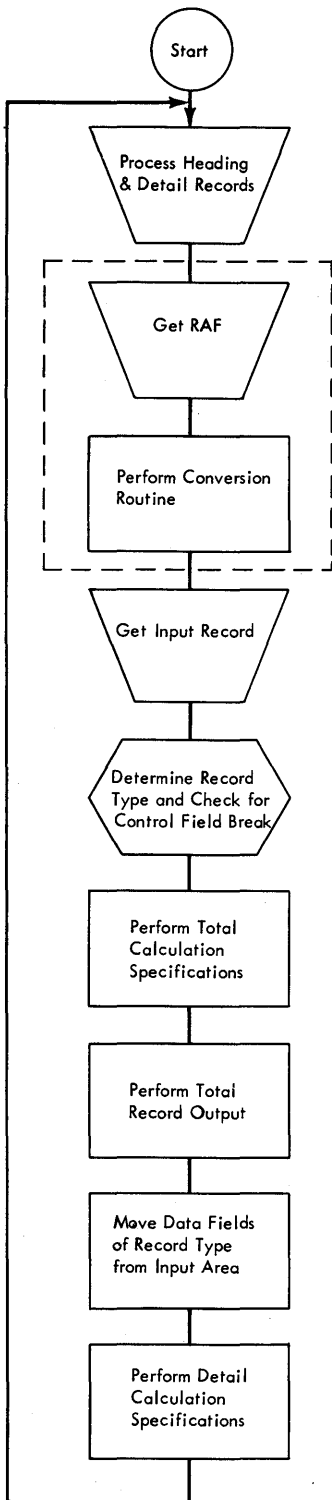 Start
Process Heading
& Detail Records
Get RAF
Perform Conversion
Routine
Get Input Record
Determine Record
Type and Check for
Control Field Break
Perform Total
Calculation
Specifications
Perform Total
Record Output
Move Data Fields
of Record Type
from Input Area
Perform Detail
Calculation
Specifications